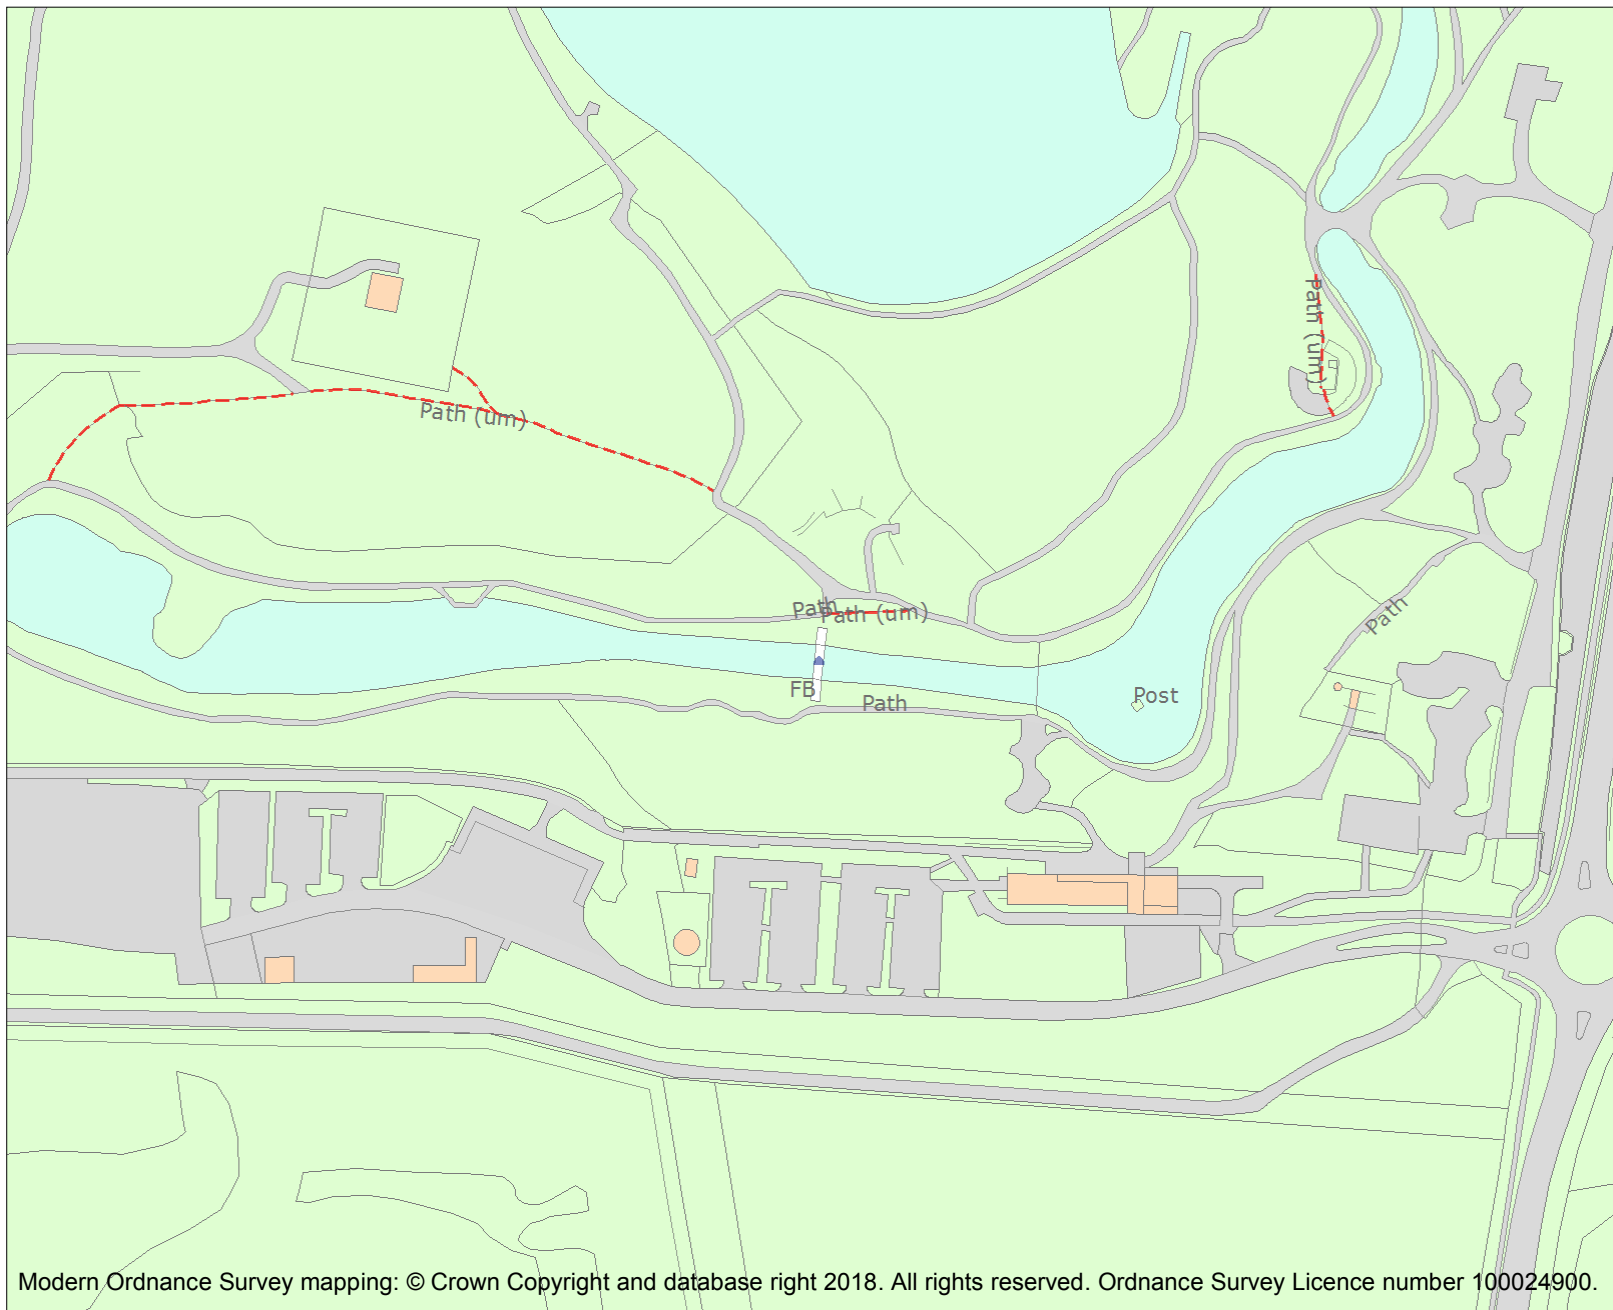 Path (um)
Path (um)
Path
Path (um)
Path
FB
Path
Post
Modern Ordnance Survey mapping: © Crown Copyright and database right 2018. All rights reserved. Ordnance Survey Licence number 100024900.